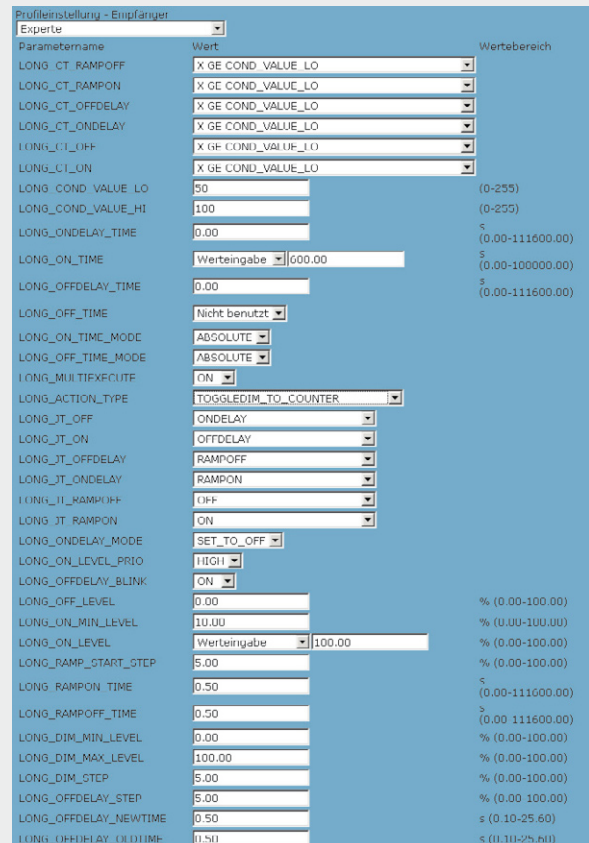 Profileinstellung - Empfänger
Experte
Parametername Wert Wertebereich
LONG_CT_RAMPOFF X GE COND_VALUE_LO
LONG_CT_RAMPON X GE COND_VALUE_LO
LONG_CT_OFFDELAY X GE COND_VALUE_LO
LONG_CT_ONDELAY X GE COND_VALUE_LO
LONG_CT_OFF X GE COND_VALUE_LO
LONG_CT_ON X GE COND_VALUE_LO
LONG_COND_VALUE_LO 50 (0-255)
LONG_COND_VALUE_HI 100 (0-255)
LONG_ONDELAY_TIME 0.00 s (0.00-111600.00)
LONG_ON_TIME Werteingabe 600.00 s (0.00-100000.00)
LONG_OFFDELAY_TIME 0.00 s (0.00-111600.00)
LONG_OFF_TIME Nicht benutzt
LONG_ON_TIME_MODE ABSOLUTE
LONG_OFF_TIME_MODE ABSOLUTE
LONG_MULTIEXECUTE ON
LONG_ACTION_TYPE TOGGLEDIM_TO_COUNTER
LONG_JT_OFF ONDELAY
LONG_JT_ON OFFDELAY
LONG_JT_OFFDELAY RAMPOFF
LONG_JT_ONDELAY RAMPON
LONG_JT_RAMPOFF OFF
LONG_JT_RAMPON ON
LONG_ONDELAY_MODE SET_TO_OFF
LONG_ON_LEVEL_PRIO HIGH
LONG_OFFDELAY_BLINK ON
LONG_OFF_LEVEL 0.00 % (0.00-100.00)
LONG_ON_MIN_LEVEL 10.00 % (0.00-100.00)
LONG_ON_LEVEL Werteingabe 100.00 % (0.00-100.00)
LONG_RAMP_START_STEP 5.00 % (0.00-100.00)
LONG_RAMPON_TIME 0.50 s (0.00-111600.00)
LONG_RAMPOFF_TIME 0.50 s (0.00-111600.00)
LONG_DIM_MIN_LEVEL 0.00 % (0.00-100.00)
LONG_DIM_MAX_LEVEL 100.00 % (0.00-100.00)
LONG_DIM_STEP 5.00 % (0.00-100.00)
LONG_OFFDELAY_STEP 5.00 % (0.00-100.00)
LONG_OFFDELAY_NEWTIME 0.50 s (0.10-25.60)
LONG_OFFDELAY_OLDTIME 0.50 s (0.10-25.60)